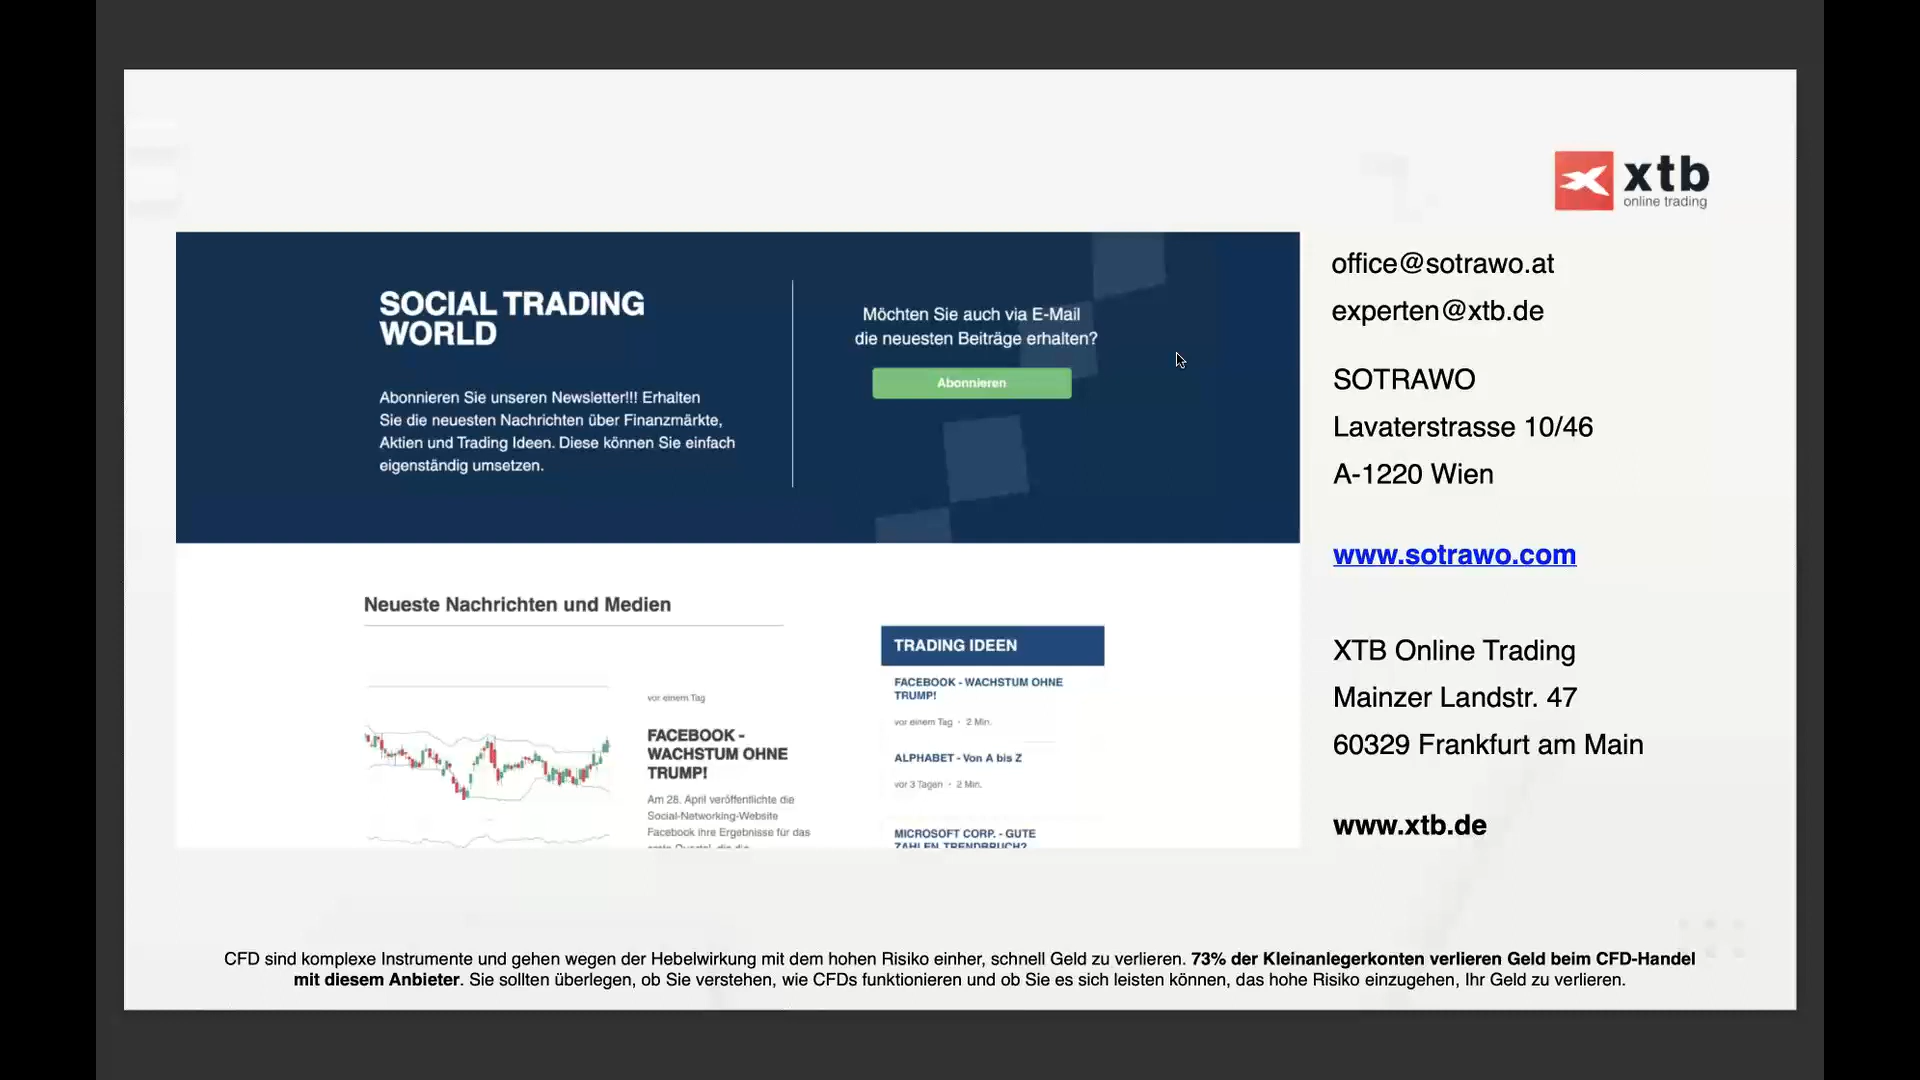 xtb
online trading
SOCIAL TRADING
WORLD
Abonnieren Sie unseren Newsletter!!! Erhalten
Sie die neuesten Nachrichten über Finanzmärkte,
Aktien und Trading Ideen. Diese können Sie einfach
eigenständig umsetzen.
Möchten Sie auch via E-Mail
die neuesten Beiträge erhalten?
Abonnieren
Neueste Nachrichten und Medien
vor einem Tag
FACEBOOK -
WACHSTUM OHNE
TRUMP!
Am 28. April veröffentlichte die
Social-Networking-Website
Facebook ihre Ergebnisse für das
TRADING IDEEN
FACEBOOK - WACHSTUM OHNE
TRUMP!
vor einem Tag · 2 Min.
ALPHABET - Von A bis Z
vor 3 Tagen · 2 Min.
MICROSOFT CORP. - GUTE
ZAHLEN, TRENDBRUCH?
office@sotrawo.at
experten@xtb.de
SOTRAWO
Lavaterstrasse 10/46
A-1220 Wien
www.sotrawo.com
XTB Online Trading
Mainzer Landstr. 47
60329 Frankfurt am Main
www.xtb.de
CFD sind komplexe Instrumente und gehen wegen der Hebelwirkung mit dem hohen Risiko einher, schnell Geld zu verlieren. 73% der Kleinanlegerkonten verlieren Geld beim CFD-Handel
mit diesem Anbieter. Sie sollten überlegen, ob Sie verstehen, wie CFDs funktionieren und ob Sie es sich leisten können, das hohe Risiko einzugehen, Ihr Geld zu verlieren.